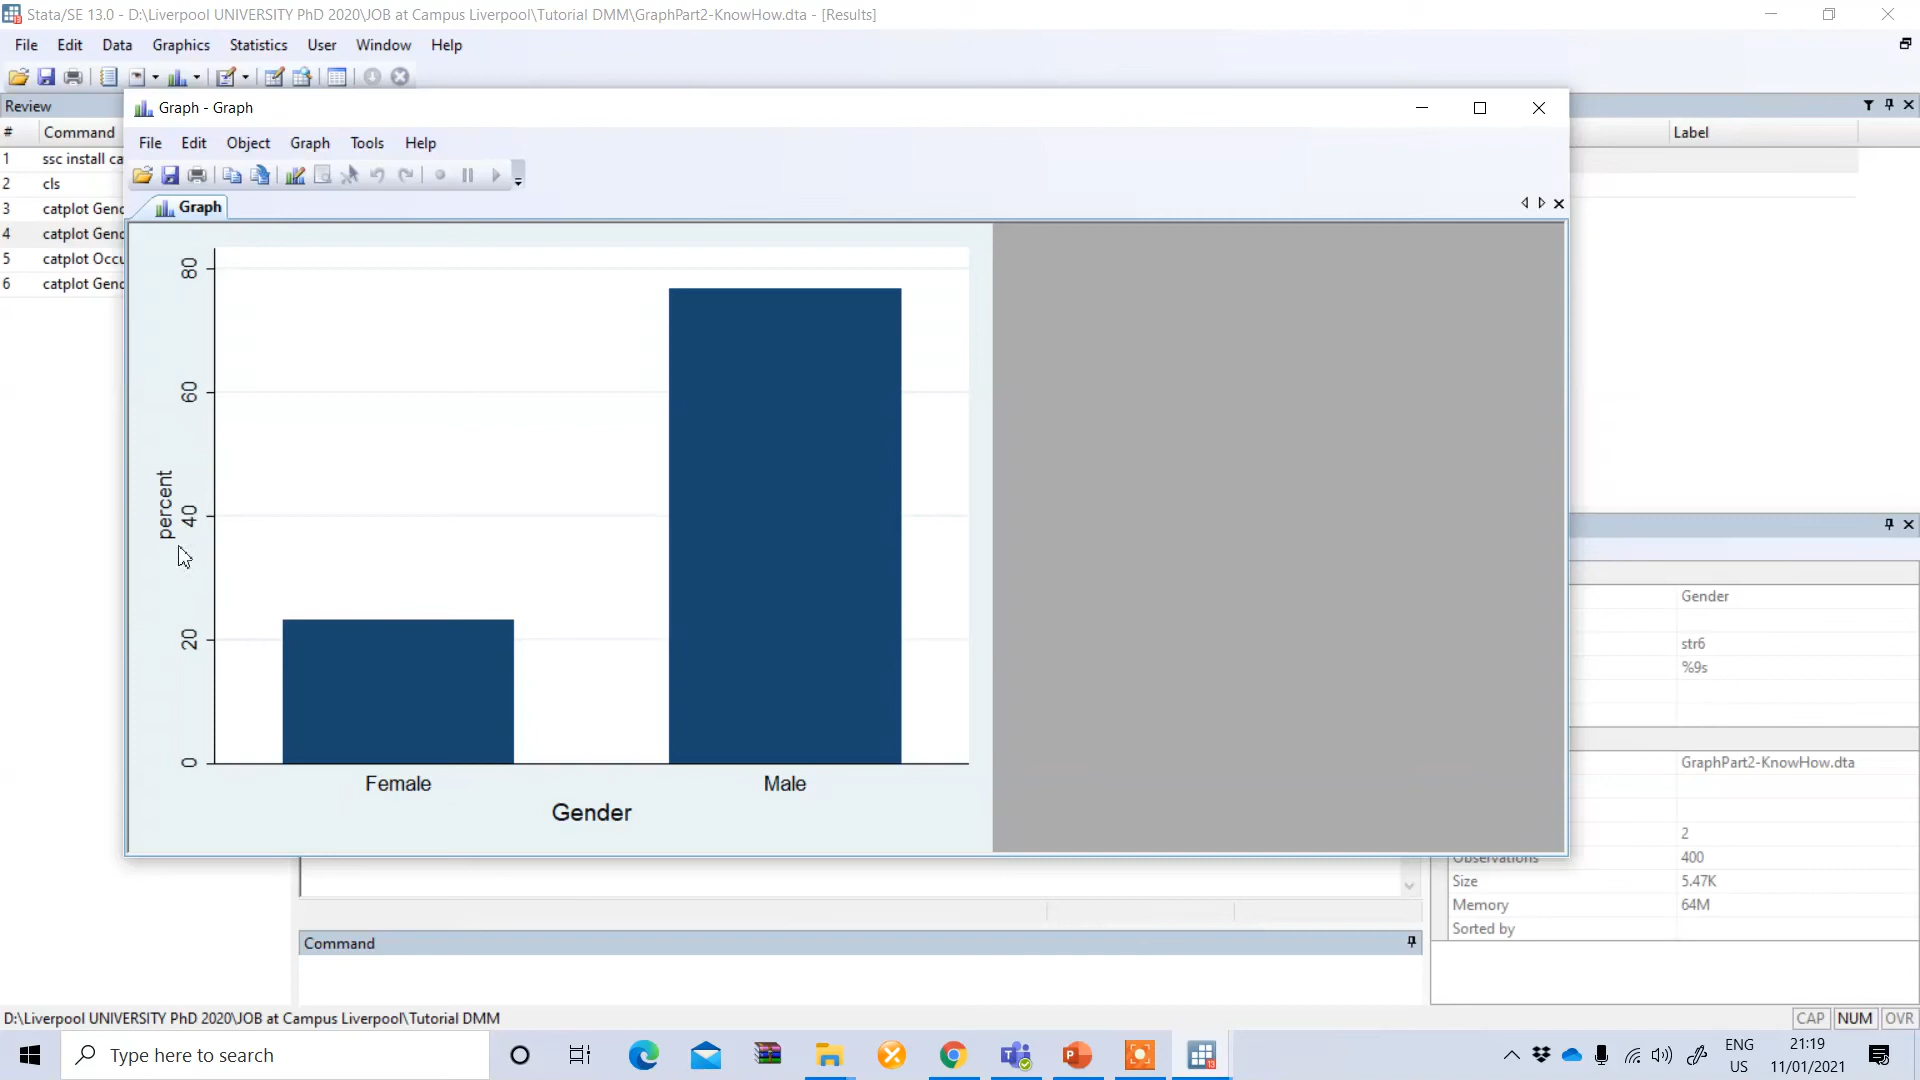 Stata/SE 13.0 - D:\Liverpool UNIVERSITY PhD 2020\JOB at Campus Liverpool\Tutorial DMM\GraphPart2-KnowHow.dta - [Results]
File Edit Data Graphics Statistics User Window Help
Review
# Command
1 ssc install ca
2 cls
3 catplot Gend
4 catplot Gend
5 catplot Occu
6 catplot Gend
Graph - Graph
File Edit Object Graph Tools Help
Graph
80
60
40
20
0
percent
Female Male
Gender
Label
Gender
str6
%9s
GraphPart2-KnowHow.dta
2
Observations 400
Size 5.47K
Memory 64M
Sorted by
Command
D:\Liverpool UNIVERSITY PhD 2020\JOB at Campus Liverpool\Tutorial DMM
CAP NUM OVR
Type here to search
ENG
US
21:19
11/01/2021